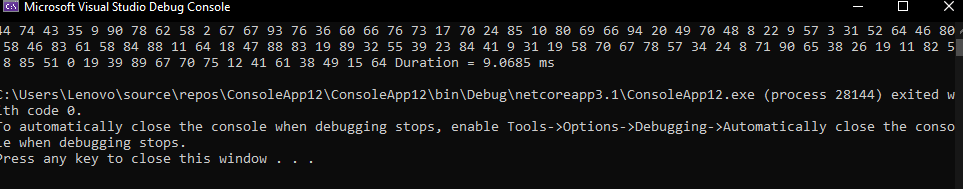 Microsoft Visual Studio Debug Console
44 74 43 35 9 90 78 62 58 2 67 67 93 76 36 60 66 76 73 17 70 24 85 10 80 69 66 94 20 49 70 48 8 22 9 57 3 31 52 64 46 80
58 46 83 61 58 84 88 11 64 18 47 88 83 19 89 32 55 39 23 84 41 9 31 19 58 70 67 78 57 34 24 8 71 90 65 38 26 19 11 82 5
8 85 51 0 19 39 89 67 70 75 12 41 61 38 49 15 64 Duration = 9.0685 ms
C:\Users\Lenovo\source\repos\ConsoleApp12\ConsoleApp12\bin\Debug\netcoreapp3.1\ConsoleApp12.exe (process 28144) exited w
ith code 0.
To automatically close the console when debugging stops, enable Tools->Options->Debugging->Automatically close the conso
le when debugging stops.
Press any key to close this window . . .